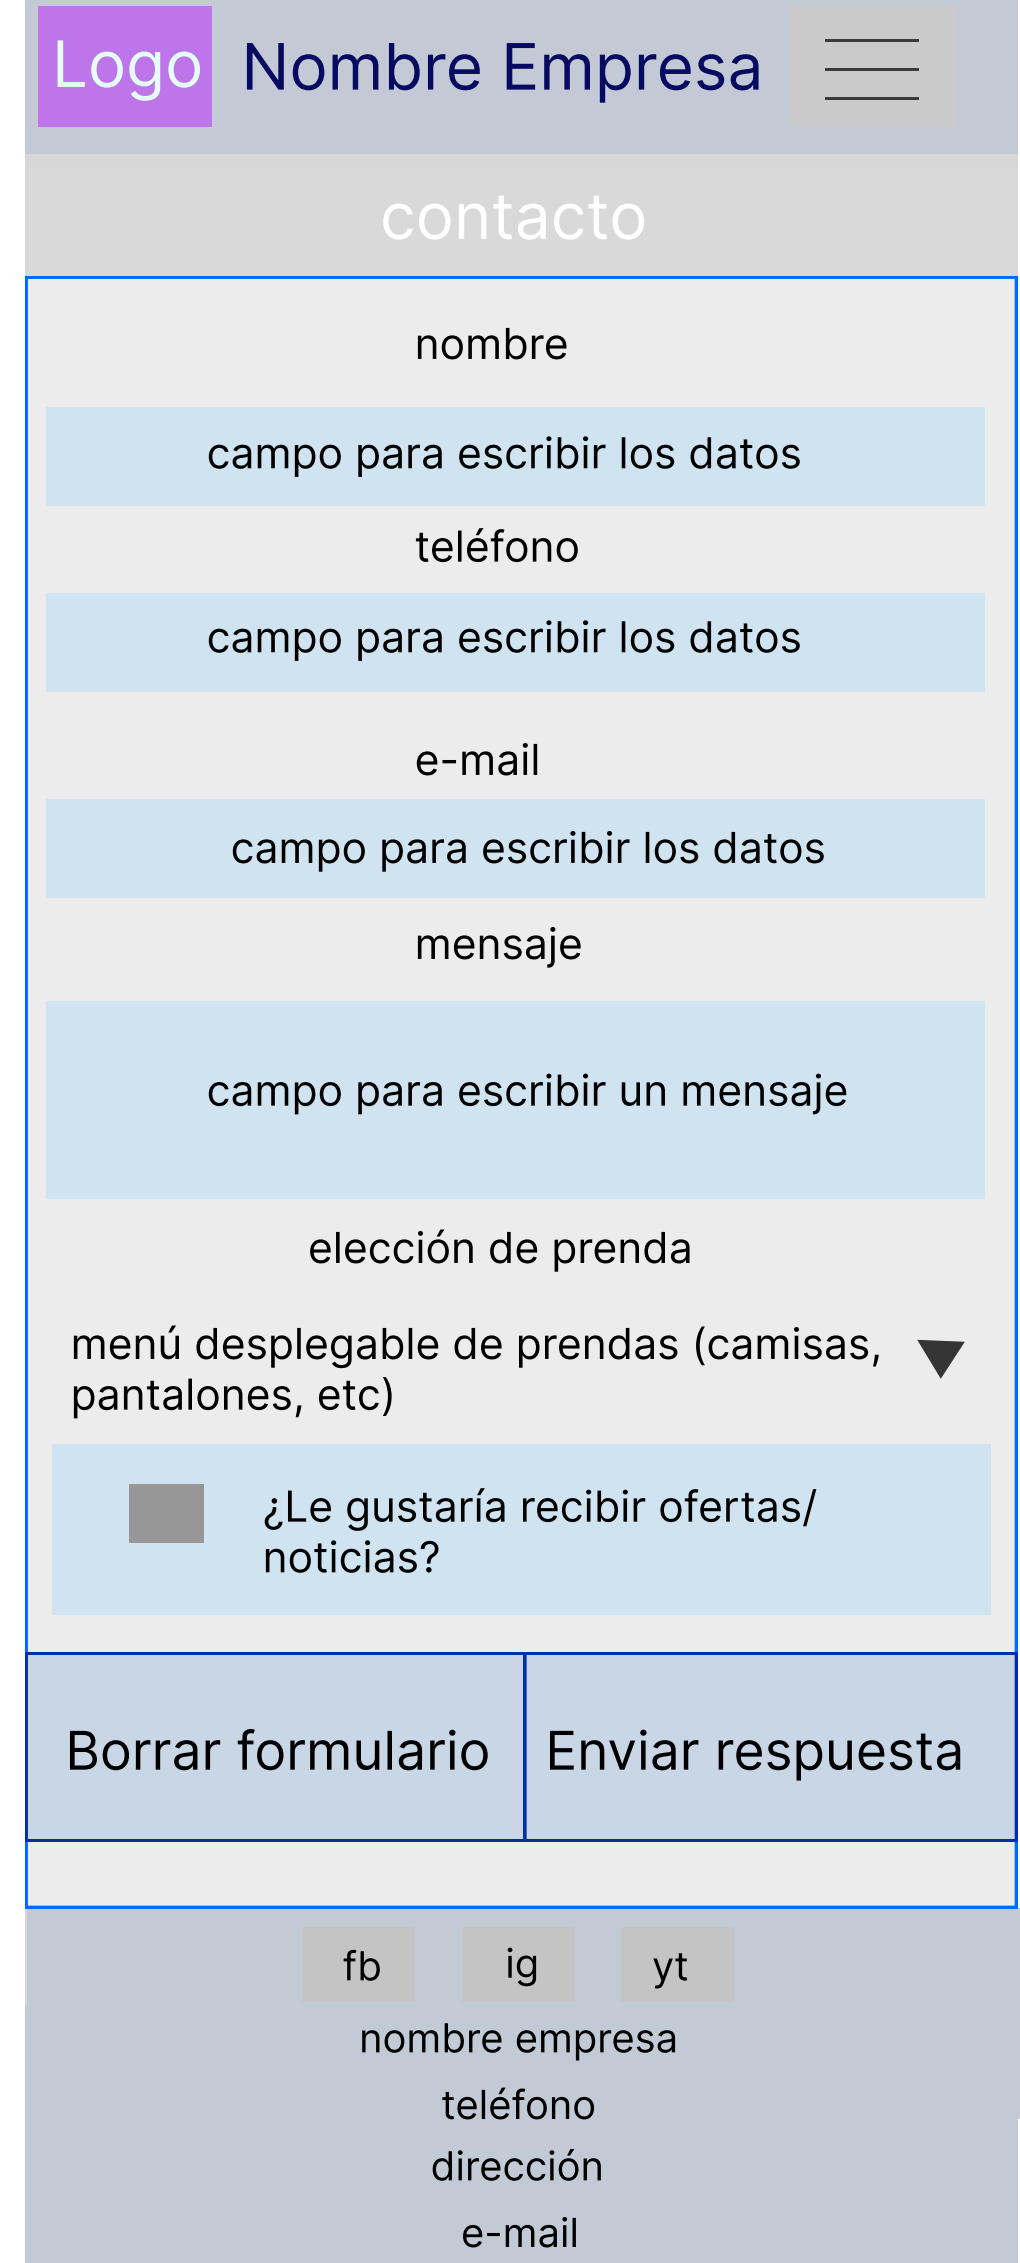 Logo
Nombre Empresa
contacto
nombre
campo para escribir los datos
teléfono
campo para escribir los datos
e-mail
campo para escribir los datos
mensaje
campo para escribir un mensaje
elección de prenda
menú desplegable de prendas (camisas,
pantalones, etc)
¿Le gustaría recibir ofertas/
noticias?
Borrar formulario
Enviar respuesta
fb
ig
yt
nombre empresa
teléfono
dirección
e-mail